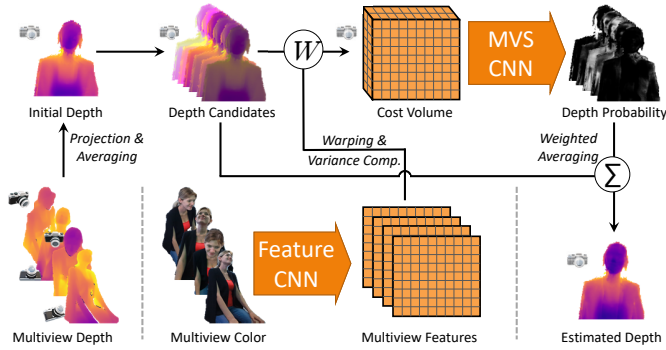 W
MVS
CNN
Initial Depth
Depth Candidates
Cost Volume
Depth Probability
Projection &
Averaging
Warping &
Variance Comp.
Weighted
Averaging
Σ
Feature
CNN
Multiview Depth
Multiview Color
Multiview Features
Estimated Depth